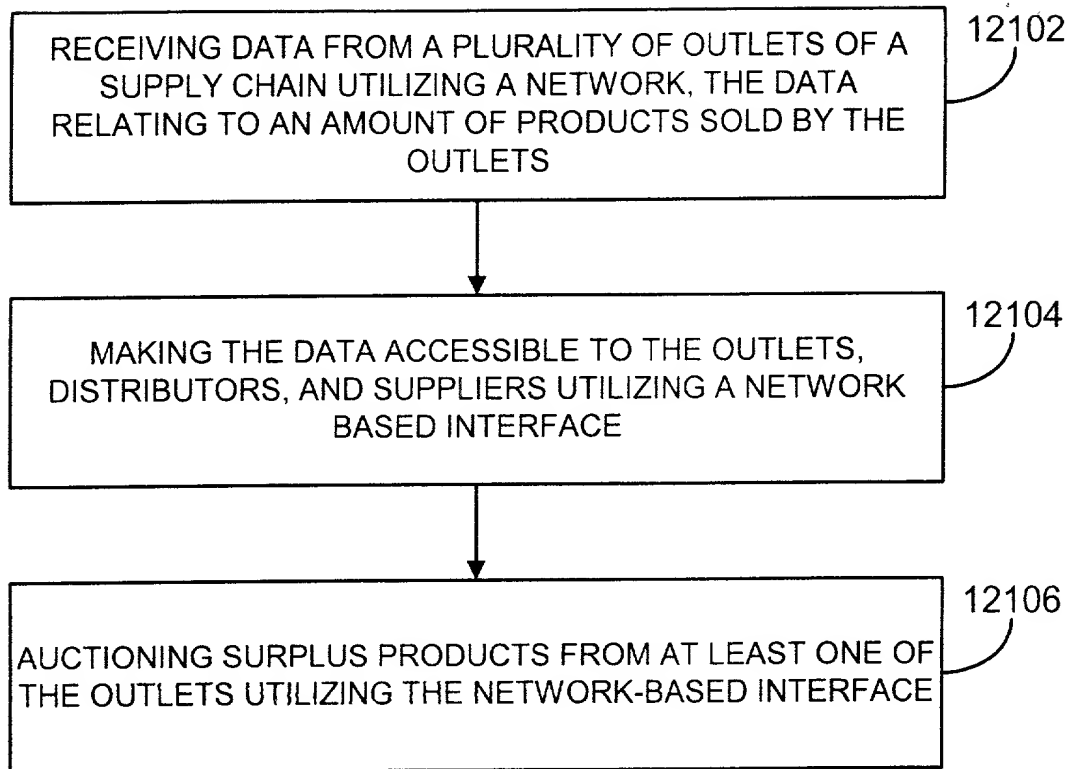 12102
RECEIVING DATA FROM A PLURALITY OF OUTLETS OF A
SUPPLY CHAIN UTILIZING A NETWORK, THE DATA
RELATING TO AN AMOUNT OF PRODUCTS SOLD BY THE
OUTLETS
12104
MAKING THE DATA ACCESSIBLE TO THE OUTLETS,
DISTRIBUTORS, AND SUPPLIERS UTILIZING A NETWORK
BASED INTERFACE
12106
AUCTIONING SURPLUS PRODUCTS FROM AT LEAST ONE OF
THE OUTLETS UTILIZING THE NETWORK-BASED INTERFACE